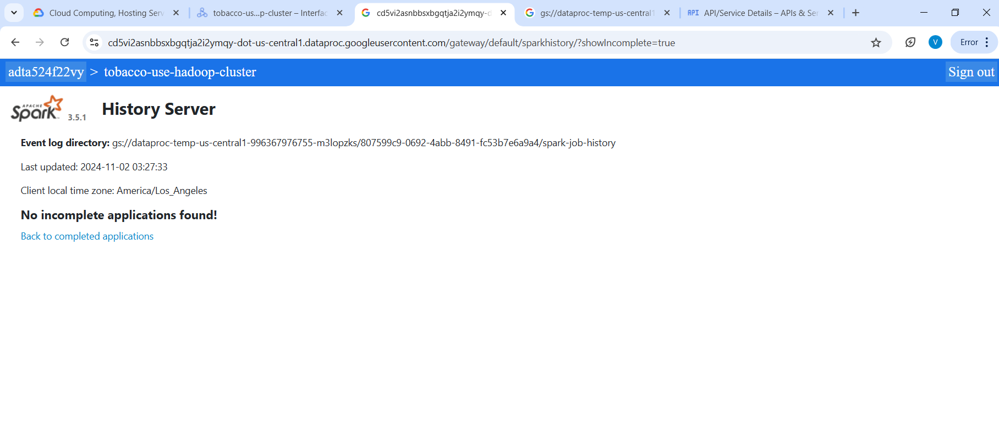 Cloud Computing, Hosting Serv
tobacco-us...p-cluster – Interfac
cd5vi2asnbbsxbgqtja2i2ymqy-d
gs://dataproc-temp-us-central1
API API/Service Details – APIs & Ser
cd5vi2asnbbsxbgqtja2i2ymqy-dot-us-central1.dataproc.googleusercontent.com/gateway/default/sparkhistory/?showIncomplete=true
V
Error
adta524f22vy > tobacco-use-hadoop-cluster
Sign out
APACHE Spark 3.5.1 History Server
Event log directory: gs://dataproc-temp-us-central1-996367976755-m3lopzks/807599c9-0692-4abb-8491-fc53b7e6a9a4/spark-job-history
Last updated: 2024-11-02 03:27:33
Client local time zone: America/Los_Angeles
No incomplete applications found!
Back to completed applications